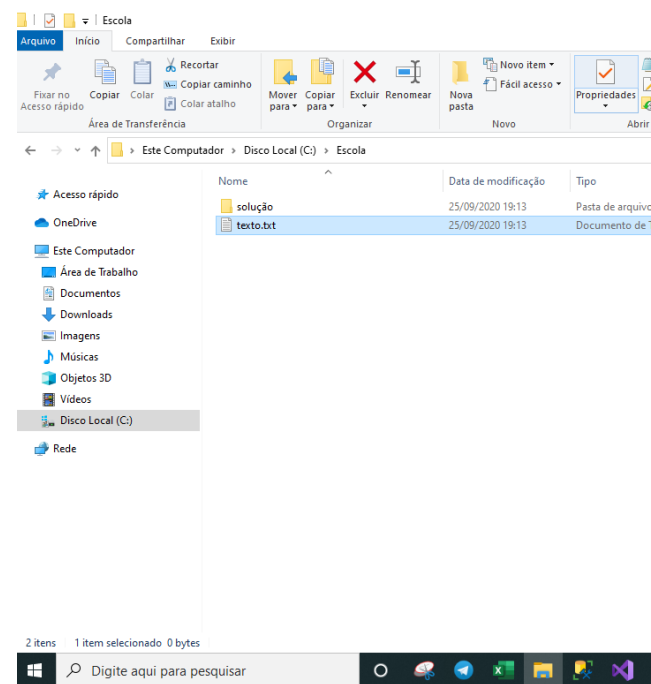 Escola
Arquivo Início Compartilhar Exibir
Fixar no Acesso rápido
Copiar
Colar
Recortar
Copiar caminho
Colar atalho
Mover para
Copiar para
Excluir
Renomear
Nova pasta
Novo item
Fácil acesso
Propriedades
Área de Transferência Organizar Novo Abrir
Este Computador > Disco Local (C:) > Escola
Nome Data de modificação Tipo
solução 25/09/2020 19:13 Pasta de arquivo
texto.txt 25/09/2020 19:13 Documento de T
Acesso rápido
OneDrive
Este Computador
Área de Trabalho
Documentos
Downloads
Imagens
Músicas
Objetos 3D
Vídeos
Disco Local (C:)
Rede
2 itens 1 item selecionado 0 bytes
Digite aqui para pesquisar